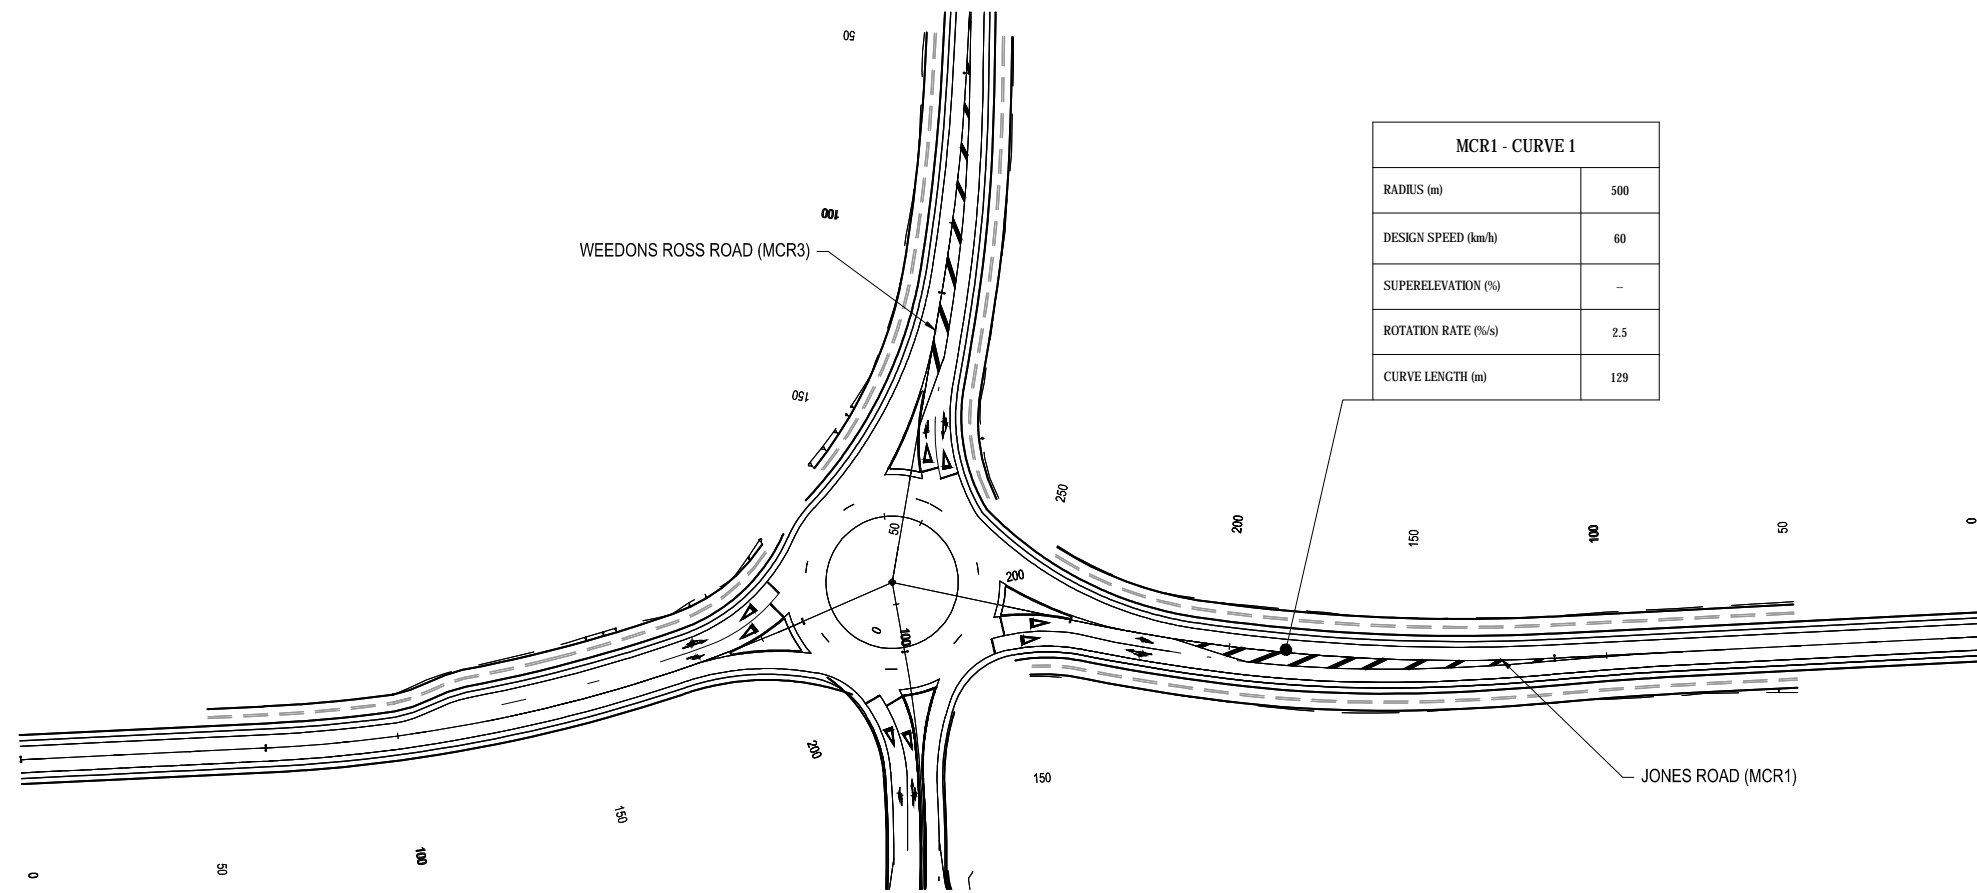 50
MCR1 - CURVE 1
RADIUS (m) 500
100
DESIGN SPEED (km/h) 60
WEEDONS ROSS ROAD (MCR3)
SUPERELEVATION (%) --
ROTATION RATE (%/s) 2.5
CURVE LENGTH (m) 129
150
250
200
150
100
50
0
50
200
0
100
200
150
JONES ROAD (MCR1)
150
100
50
0